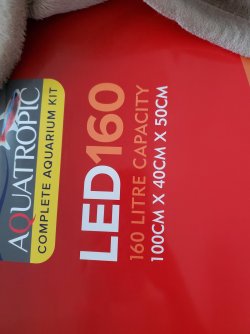 AQUATROPIC
COMPLETE AQUARIUM KIT
LED160
160 LITRE CAPACITY
100CM X 40CM X 50CM